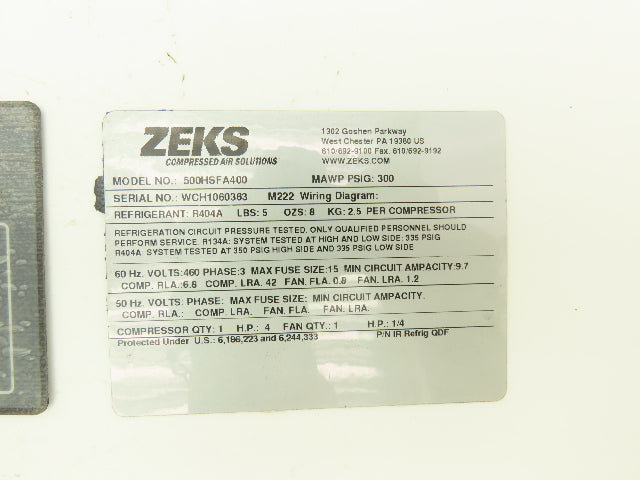 ZEKS
COMPRESSED AIR SOLUTIONS
1302 Goshen Parkway
West Chester PA 19380 US
610/692-9100 Fax. 610/692-9192
WWW.ZEKS.COM
MODEL NO.: 500HSFA400 MAWP PSIG: 300
SERIAL NO.: WCH1060363 M222 Wiring Diagram:
REFRIGERANT: R404A LBS: 5 OZS: 8 KG: 2.5 PER COMPRESSOR
REFRIGERATION CIRCUIT PRESSURE TESTED. ONLY QUALIFIED PERSONNEL SHOULD
PERFORM SERVICE. R134A: SYSTEM TESTED AT HIGH AND LOW SIDE: 335 PSIG
R404A SYSTEM TESTED AT 350 PSIG HIGH SIDE AND 335 PSIG LOW SIDE
60 Hz. VOLTS:460 PHASE:3 MAX FUSE SIZE:15 MIN CIRCUIT AMPACITY:9.7
COMP. RLA.:6.8 COMP. LRA. 42 FAN. FLA. 0.8 FAN. LRA. 1.2
50 Hz. VOLTS: PHASE: MAX FUSE SIZE: MIN CIRCUIT AMPACITY.
COMP. RLA.: COMP. LRA. FAN. FLA. FAN. LRA.
COMPRESSOR QTY: 1 H.P.: 4 FAN QTY.: 1 H.P.: 1/4
Protected Under U.S.: 6,186,223 and 6,244,333 P/N IR Refrig QDF